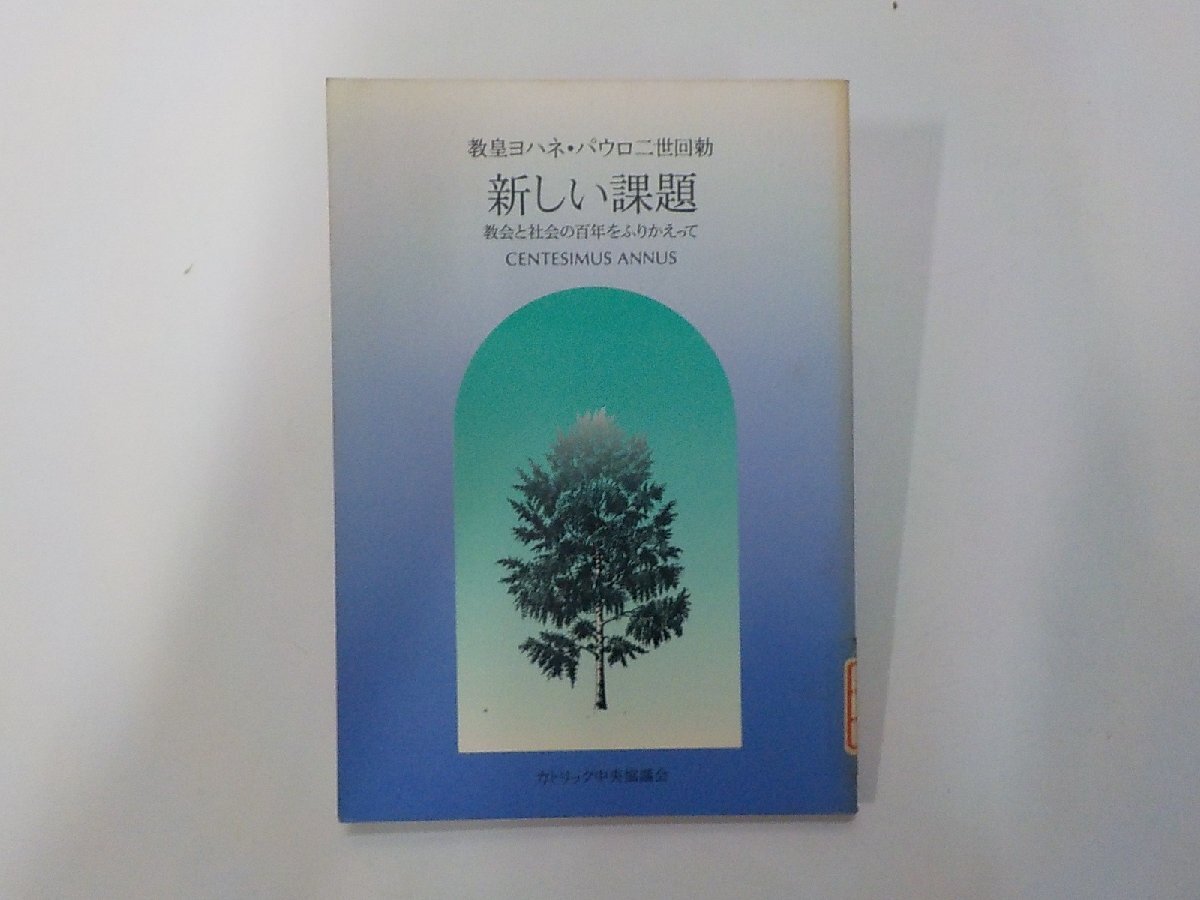 教皇ヨハネ・パウロ二世回勅
新しい課題
教会と社会の百年をふりかえって
CENTESIMUS ANNUS
カトリック中央協議会